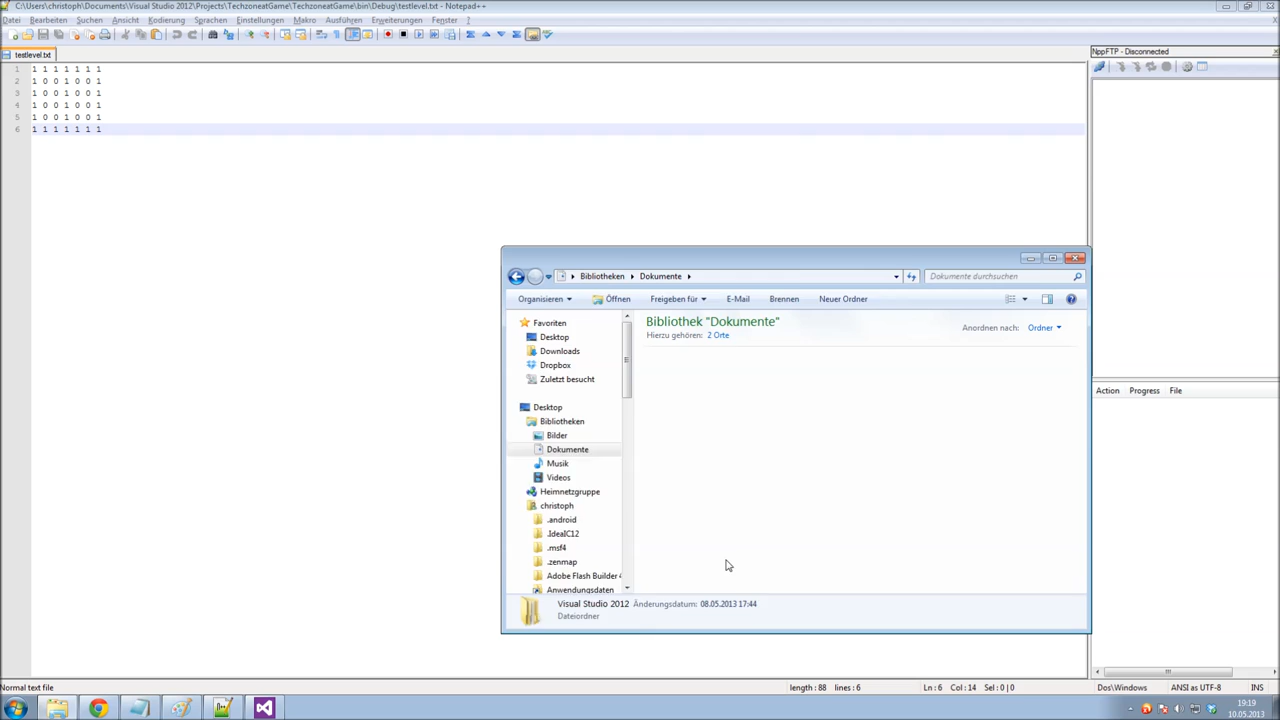 C:\Users\christoph\Documents\Visual Studio 2012\Projects\TechzoneatGame\TechzoneatGame\bin\Debug\testlevel.txt - Notepad++
Datei Bearbeiten Suchen Ansicht Kodierung Sprachen Einstellungen Makro Ausführen Erweiterungen Fenster ?
testlevel.txt
NppFTP - Disconnected
1 1 1 1 1 1 1 1
2 1 0 0 1 0 0 1
3 1 0 0 1 0 0 1
4 1 0 0 1 0 0 1
5 1 0 0 1 0 0 1
6 1 1 1 1 1 1 1
Bibliotheken Dokumente
Dokumente durchsuchen
Organisieren Öffnen Freigeben für E-Mail Brennen Neuer Ordner
Favoriten
Desktop
Downloads
Dropbox
Zuletzt besucht
Desktop
Bibliotheken
Bilder
Dokumente
Musik
Videos
Heimnetzgruppe
christoph
.android
.IdeaIC12
.msf4
.zenmap
Adobe Flash Builder 4
Anwendungsdaten
Bibliothek "Dokumente"
Hierzu gehören: 2 Orte
Anordnen nach: Ordner
Visual Studio 2012 Änderungsdatum: 08.05.2013 17:44
Dateiordner
Action Progress File
Normal text file
length : 88 lines : 6
Ln : 6 Col : 14 Sel : 0 | 0
Dos\Windows
ANSI as UTF-8
INS
19:19
10.05.2013